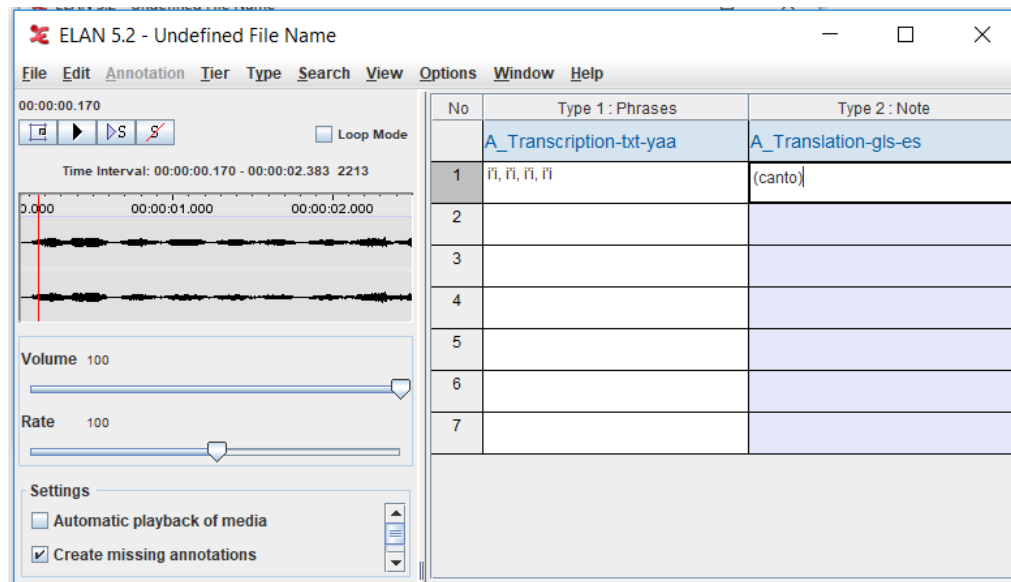 ELAN 5.2 - Undefined File Name
File Edit Annotation Tier Type Search View Options Window Help
00:00:00.170
S S
Loop Mode
Time Interval: 00:00:00.170 - 00:00:02.383 2213
0.000 00:00:01.000 00:00:02.000
Volume 100
Rate 100
Settings
Automatic playback of media
Create missing annotations
No Type 1 : Phrases Type 2 : Note
A_Transcription-txt-yaa A_Translation-gls-es
1 i'i, i'i, i'i, i'i (canto)
2
3
4
5
6
7